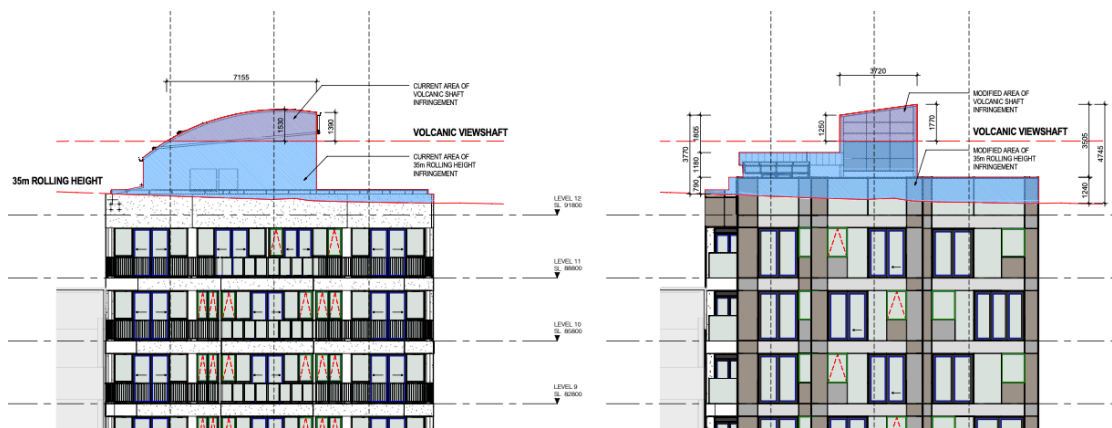 7155
CURRENT AREA OF
VOLCANIC SHAFT
INFRINGEMENT
1530
1390
VOLCANIC VIEWSHAFT
CURRENT AREA OF
35m ROLLING HEIGHT
INFRINGEMENT
35m ROLLING HEIGHT
LEVEL 12
SL 91800
LEVEL 11
SL 88800
LEVEL 10
SL 85800
LEVEL 9
SL 82800
3720
MODIFIED AREA OF
VOLCANIC SHAFT
INFRINGEMENT
1250
1770
VOLCANIC VIEWSHAFT
MODIFIED AREA OF
35m ROLLING HEIGHT
INFRINGEMENT
3770
1805
1180
790
3505
1240
4745